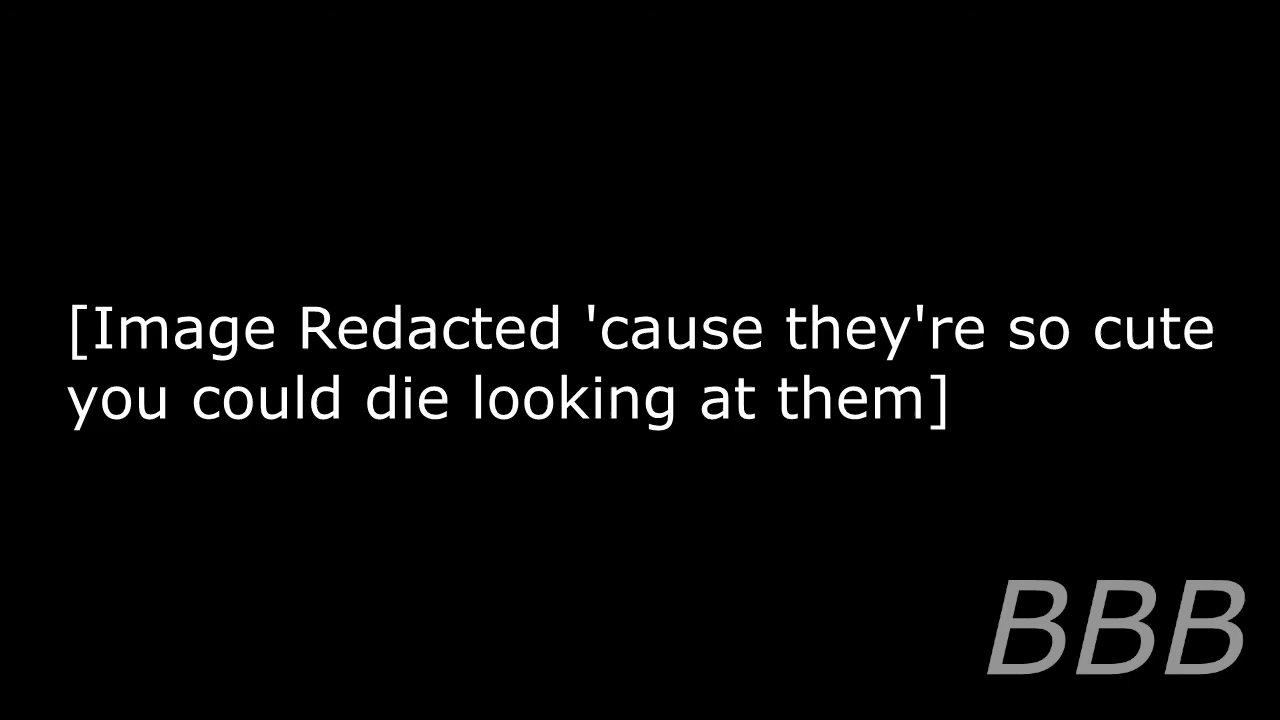 [Image Redacted 'cause they're so cute
you could die looking at them]
BBB